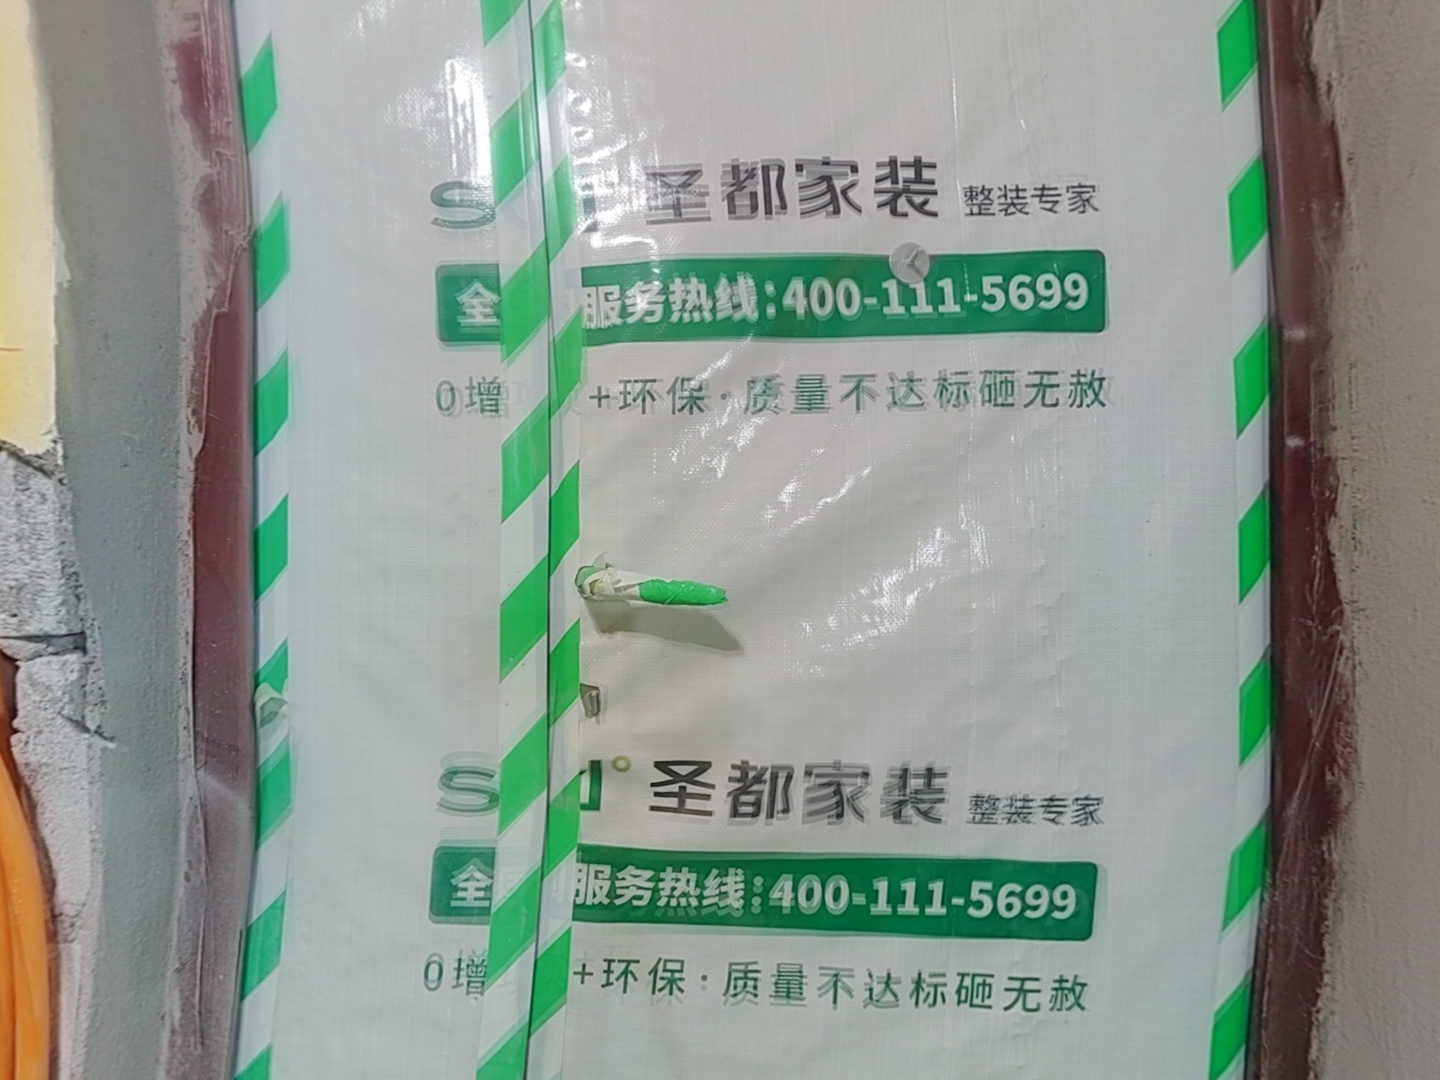 圣都家装 整装专家
全 服务热线:400-111-5699
0增 +环保·质量不达标砸无赦
圣都家装 整装专家
全 服务热线:400-111-5699
0增 +环保·质量不达标砸无赦